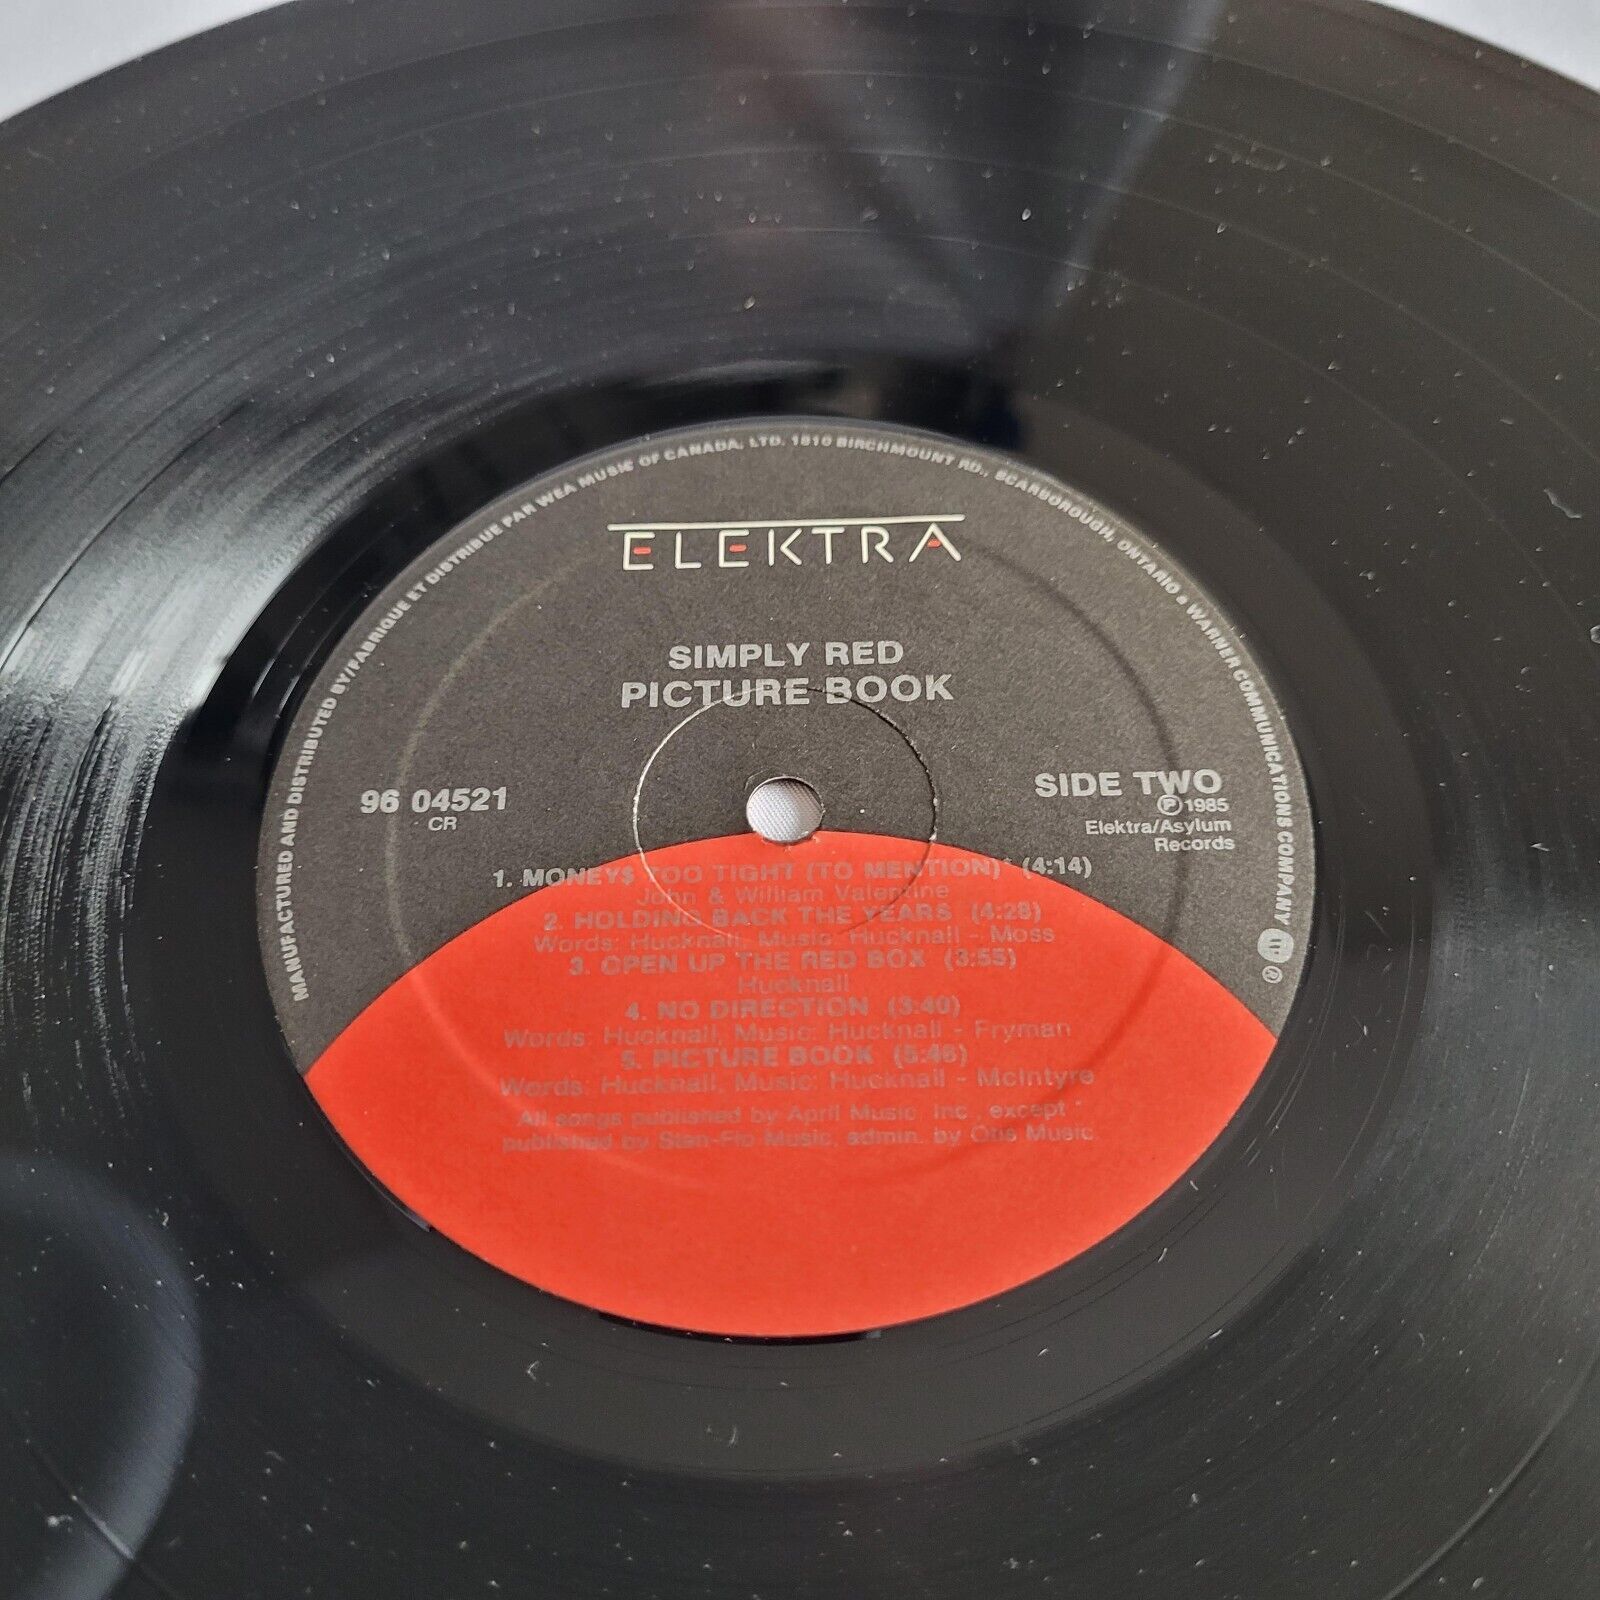 MANUFACTURED AND DISTRIBUTED BY/FABRIQUE ET DISTRIBUE PAR WEA MUSIC OF CANADA, LTD. 1810 BIRCHMOUNT RD., SCARBOROUGH, ONTARIO • WARNER COMMUNICATIONS COMPANY ®
ELEKTRA
SIMPLY RED
PICTURE BOOK
96 04521
CR
SIDE TWO
℗ 1985
Elektra/Asylum
Records
1. MONEY$ TOO TIGHT (TO MENTION)* (4:14)
John & William Valentine
2. HOLDING BACK THE YEARS (4:28)
Words: Hucknall, Music: Hucknall - Moss
3. OPEN UP THE RED BOX (3:55)
Hucknall
4. NO DIRECTION (3:40)
Words: Hucknall, Music: Hucknall - Fryman
5. PICTURE BOOK (5:46)
Words: Hucknall, Music: Hucknall - McIntyre
All songs published by April Music, Inc., except *
published by Stan-Flo Music, admin. by Otis Music.